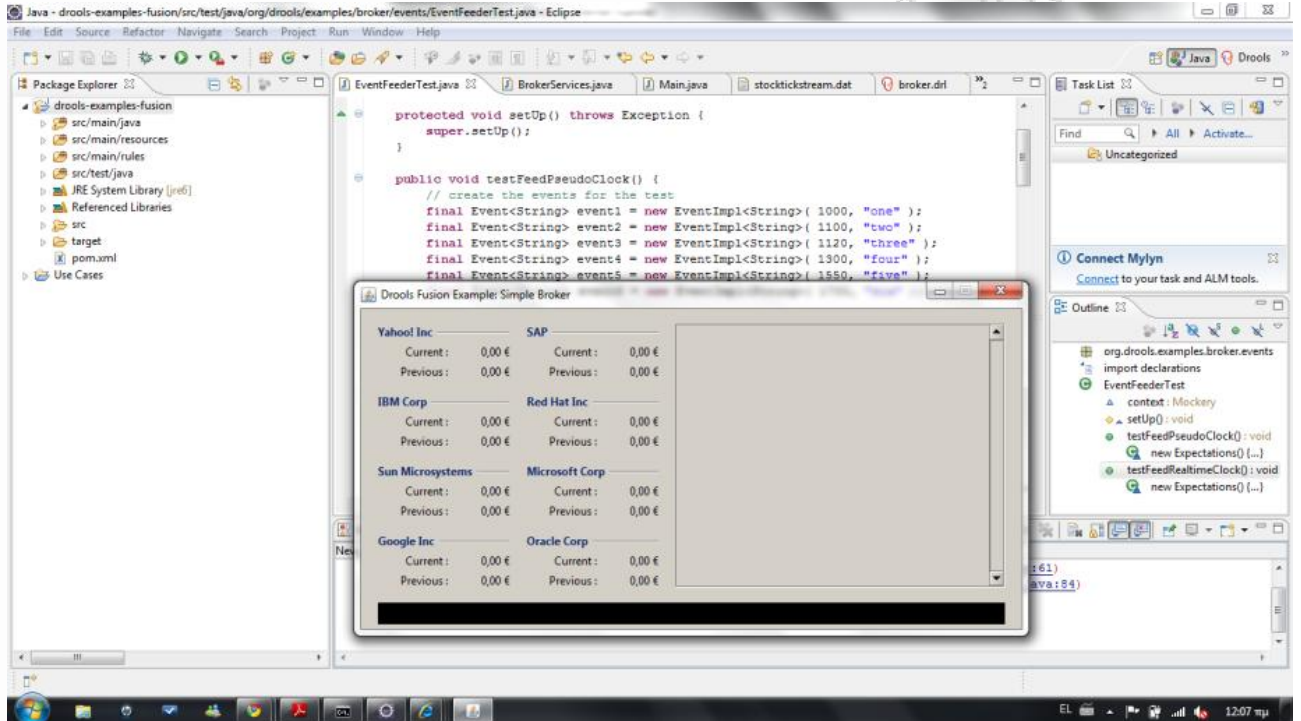 Java - drools-examples-fusion/src/test/java/org/drools/examples/broker/events/EventFeederTest.java - Eclipse
File Edit Source Refactor Navigate Search Project Run Window Help
Java Drools »
Package Explorer
drools-examples-fusion
src/main/java
src/main/resources
src/main/rules
src/test/java
JRE System Library [jre6]
Referenced Libraries
src
target
pom.xml
Use Cases
EventFeederTest.java BrokerServices.java Main.java stocktickstream.dat broker.drl »2
protected void setUp() throws Exception {
super.setUp();
}
public void testFeedPseudoClock() {
// create the events for the test
final Event<String> event1 = new EventImpl<String>( 1000, "one" );
final Event<String> event2 = new EventImpl<String>( 1100, "two" );
final Event<String> event3 = new EventImpl<String>( 1120, "three" );
final Event<String> event4 = new EventImpl<String>( 1300, "four" );
final Event<String> event5 = new EventImpl<String>( 1550, "five" );
Drools Fusion Example: Simple Broker
Yahoo! Inc SAP
Current : 0,00 € Current : 0,00 €
Previous : 0,00 € Previous : 0,00 €
IBM Corp Red Hat Inc
Current : 0,00 € Current : 0,00 €
Previous : 0,00 € Previous : 0,00 €
Sun Microsystems Microsoft Corp
Current : 0,00 € Current : 0,00 €
Previous : 0,00 € Previous : 0,00 €
Google Inc Oracle Corp
Current : 0,00 € Current : 0,00 €
Previous : 0,00 € Previous : 0,00 €
:61)
ava:84)
Task List
Find All Activate...
Uncategorized
Connect Mylyn
Connect to your task and ALM tools.
Outline
org.drools.examples.broker.events
import declarations
EventFeederTest
context : Mockery
setUp() : void
testFeedPseudoClock() : void
new Expectations() {...}
testFeedRealtimeClock() : void
new Expectations() {...}
EL 12:07 πμ